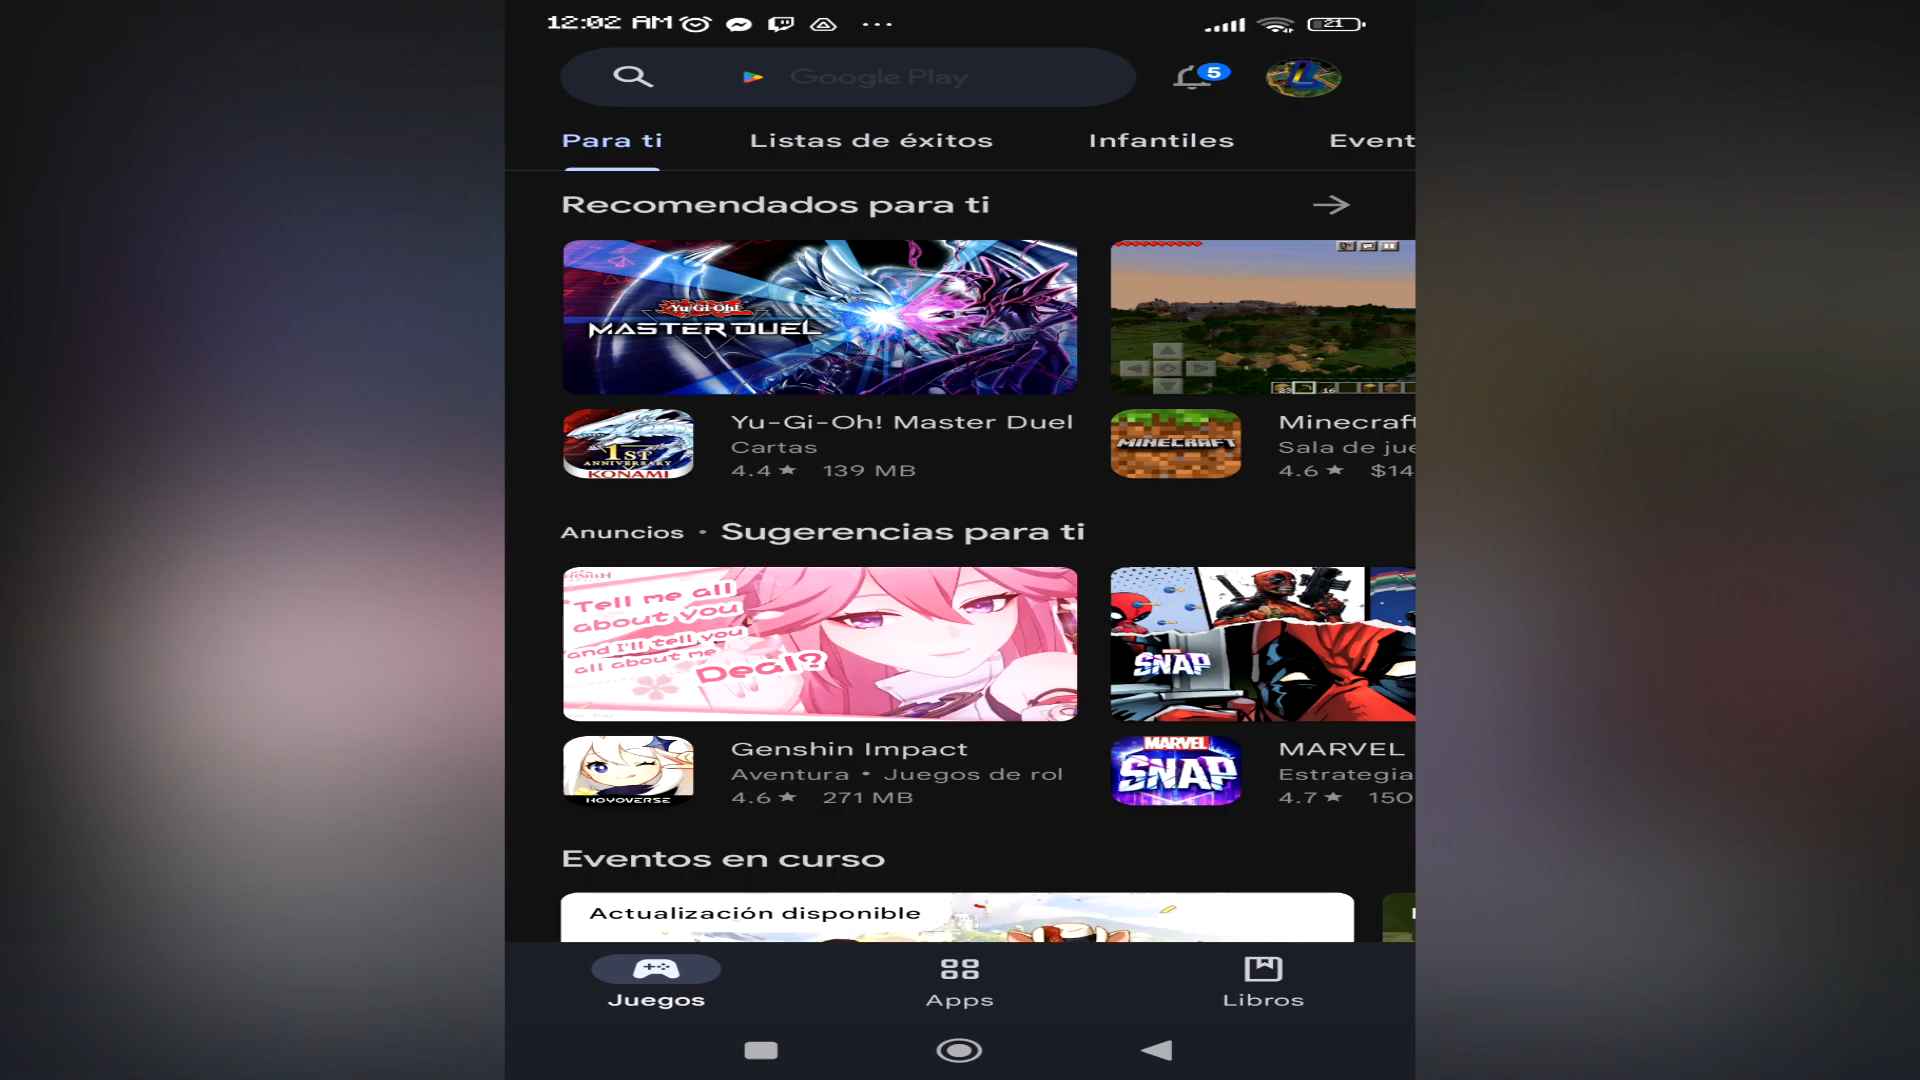 12:02 AM
21
Google Play
5
Para ti
Listas de éxitos
Infantiles
Event
Recomendados para ti
Yu-Gi-Oh!
MASTER DUEL
23
16
1ST
ANNIVERSARY
KONAMI
Yu-Gi-Oh! Master Duel
Cartas
4.4 ★ 139 MB
MINECRAFT
Minecraft
Sala de jue
4.6 ★ $14
Anuncios • Sugerencias para ti
"Tell me all
about you
and I'll tell you
all about me
Deal?
SNAP
HOYOVERSE
Genshin Impact
Aventura • Juegos de rol
4.6 ★ 271 MB
MARVEL
SNAP
MARVEL
Estrategia
4.7 ★ 150
Eventos en curso
Actualización disponible
Juegos
Apps
Libros